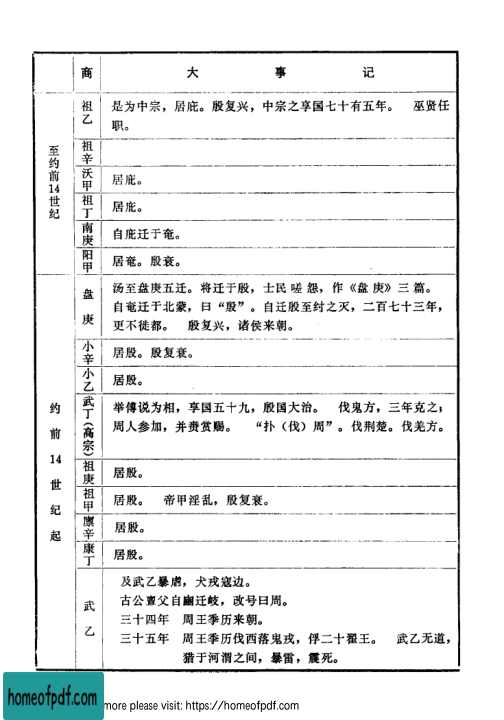 商 大事记
至约前14世纪
祖乙 是为中宗，居庇。殷复兴，中宗之享国七十有五年。 巫贤任
职。
祖辛
沃甲 居庇。
祖丁 居庇。
南庚 自庇迁于奄。
阳甲 居奄。殷衰。
约前14世纪起
盘庚 汤至盘庚五迁。将迁于殷，士民嗟怨，作《盘庚》三篇。
自奄迁于北蒙，曰“殷”。自迁殷至纣之灭，二百七十三年，
更不徙都。 殷复兴，诸侯来朝。
小辛 居殷。殷复衰。
小乙 居殷。
武丁(高宗) 举傅说为相，享国五十九，殷国大治。 伐鬼方，三年克之；
周人参加，并赉赏赐。 “扑（伐）周”。伐荆楚。伐羌方。
祖庚 居殷。
祖甲 居殷。 帝甲淫乱，殷复衰。
廪辛 居殷。
康丁 居殷。
武乙 及武乙暴虐，犬戎寇边。
古公亶父自豳迁岐，改号曰周。
三十四年 周王季历来朝。
三十五年 周王季历伐西落鬼戎，俘二十翟王。 武乙无道，
猎于河渭之间，暴雷，震死。
homeofpdf.com
more please visit: https://homeofpdf.com